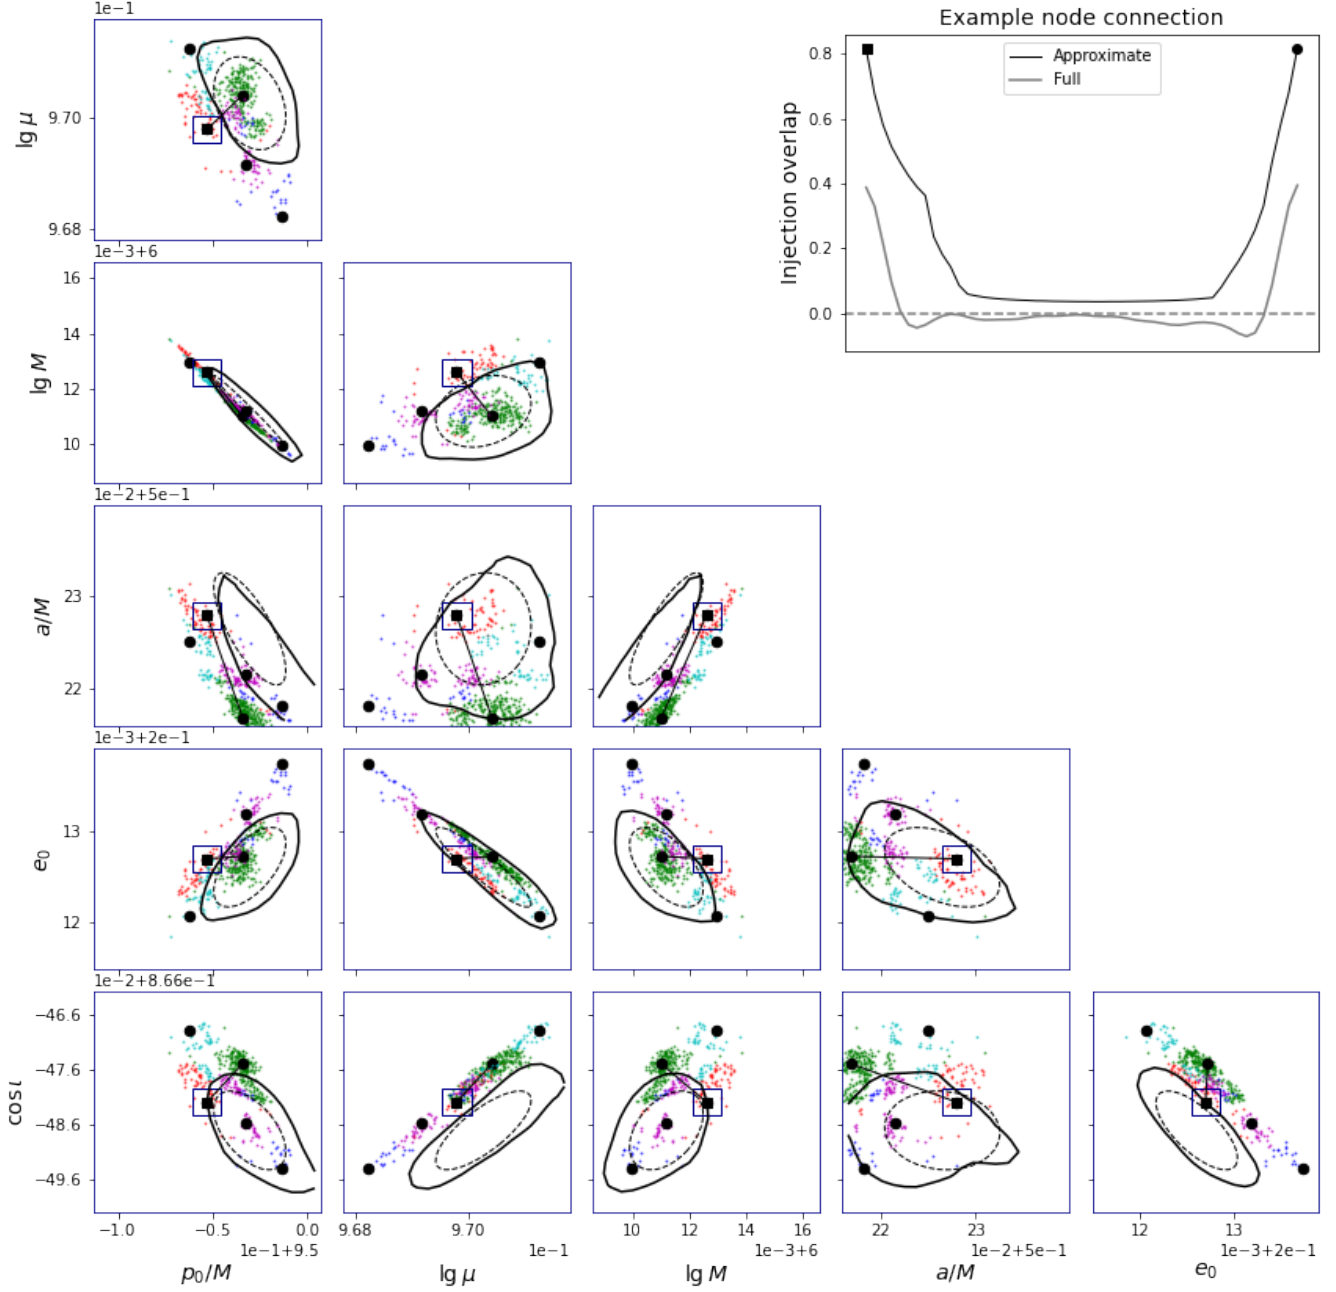 1e−1
Example node connection
lg μ
9.70
9.68
Injection overlap
0.8
0.6
0.4
0.2
0.0
Approximate
Full
1e−3+6
lg M
16
14
12
10
1e−2+5e−1
a/M
23
22
1e−3+2e−1
e₀
13
12
1e−2+8.66e−1
cos ι
−46.6
−47.6
−48.6
−49.6
−1.0 −0.5 0.0
9.68 9.70
10 12 14 16
22 23
12 13
1e−1+9.5
1e−1
1e−3+6
1e−2+5e−1
1e−3+2e−1
p₀/M
lg μ
lg M
a/M
e₀